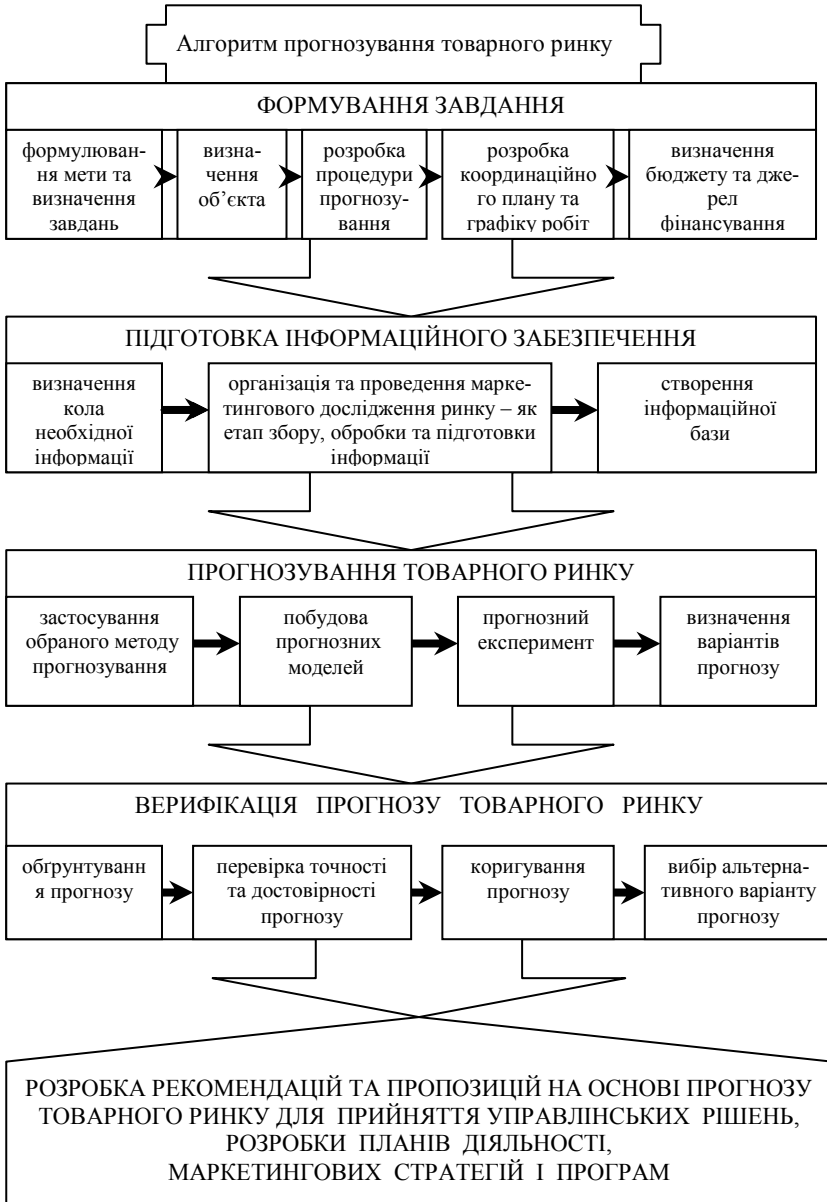 Алгоритм прогнозування товарного ринку
ФОРМУВАННЯ ЗАВДАННЯ
формулюван-
ня мети та
визначення
завдань
визна-
чення
об’єкта
розробка
процедури
прогнозу-
вання
розробка
координаційно
го плану та
графіку робіт
визначення
бюджету та дже-
рел
фінансування
ПІДГОТОВКА ІНФОРМАЦІЙНОГО ЗАБЕЗПЕЧЕННЯ
визначення
кола
необхідної
інформації
організація та проведення марке-
тингового дослідження ринку – як
етап збору, обробки та підготовки
інформації
створення
інформаційної
бази
ПРОГНОЗУВАННЯ ТОВАРНОГО РИНКУ
застосування
обраного методу
прогнозування
побудова
прогнозних
моделей
прогнозний
експеримент
визначення
варіантів
прогнозу
ВЕРИФІКАЦІЯ ПРОГНОЗУ ТОВАРНОГО РИНКУ
обґрунтуванн
я прогнозу
перевірка точності
та достовірності
прогнозу
коригування
прогнозу
вибір альтерна-
тивного варіанту
прогнозу
РОЗРОБКА РЕКОМЕНДАЦІЙ ТА ПРОПОЗИЦІЙ НА ОСНОВІ ПРОГНОЗУ
ТОВАРНОГО РИНКУ ДЛЯ ПРИЙНЯТТЯ УПРАВЛІНСЬКИХ РІШЕНЬ,
РОЗРОБКИ ПЛАНІВ ДІЯЛЬНОСТІ,
МАРКЕТИНГОВИХ СТРАТЕГІЙ І ПРОГРАМ